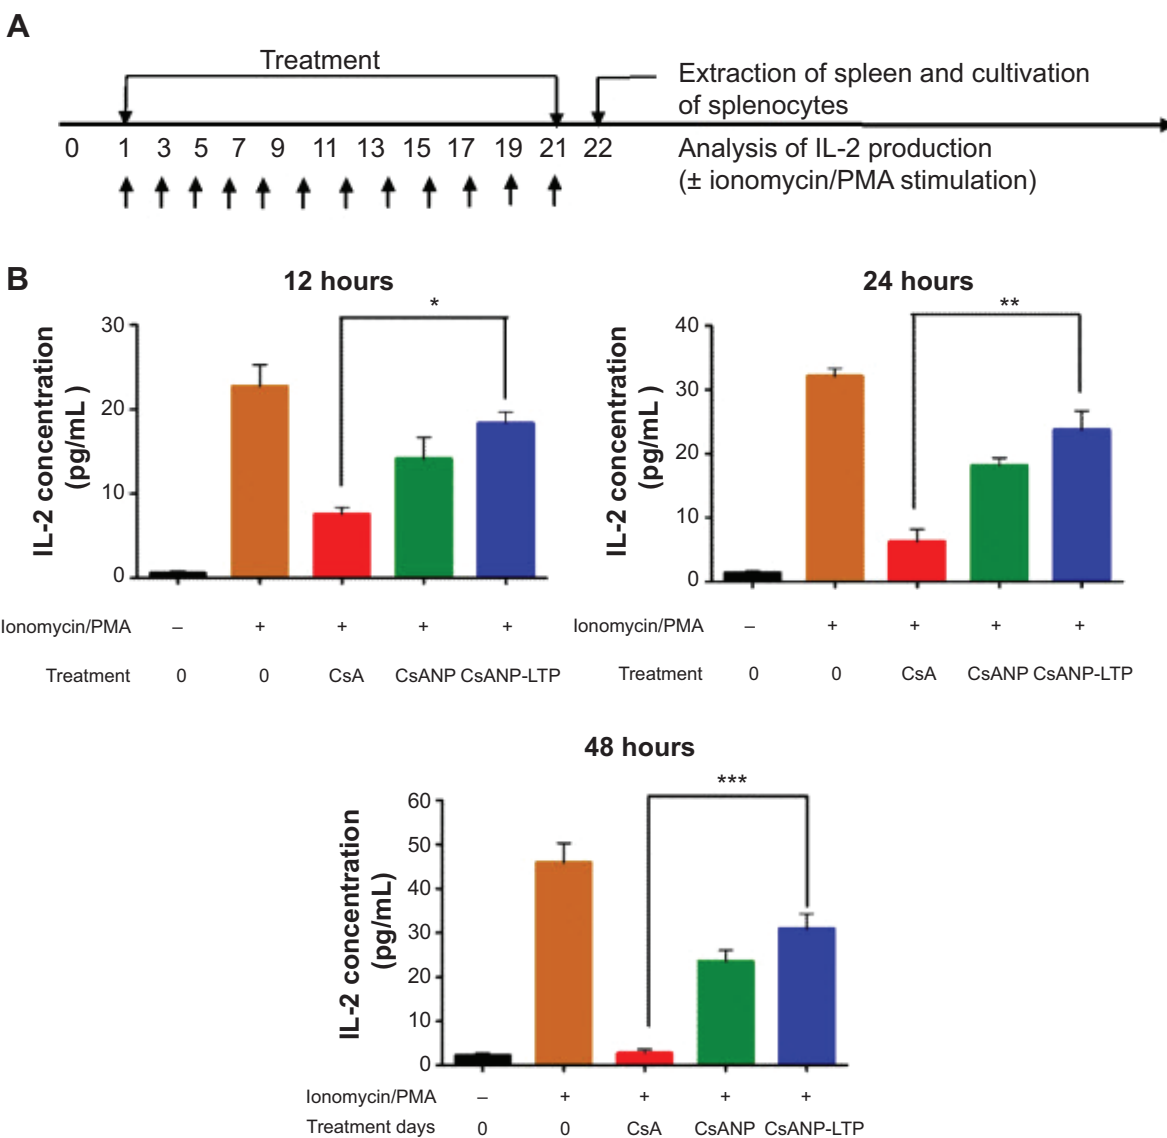 A
Treatment
Extraction of spleen and cultivation
of splenocytes
0 1 3 5 7 9 11 13 15 17 19 21 22
Analysis of IL-2 production
(± ionomycin/PMA stimulation)
B
12 hours
*
IL-2 concentration
(pg/mL )
30
20
10
0
Ionomycin/PMA – + + + +
Treatment 0 0 CsA CsANP CsANP-LTP
24 hours
**
IL-2 concentration
(pg/mL)
40
30
20
10
0
Ionomycin/PMA – + + + +
Treatment 0 0 CsA CsANP CsANP-LTP
48 hours
***
IL-2 concentration
(pg/mL)
60
50
40
30
20
10
0
Ionomycin/PMA – + + + +
Treatment days 0 0 CsA CsANP CsANP-LTP